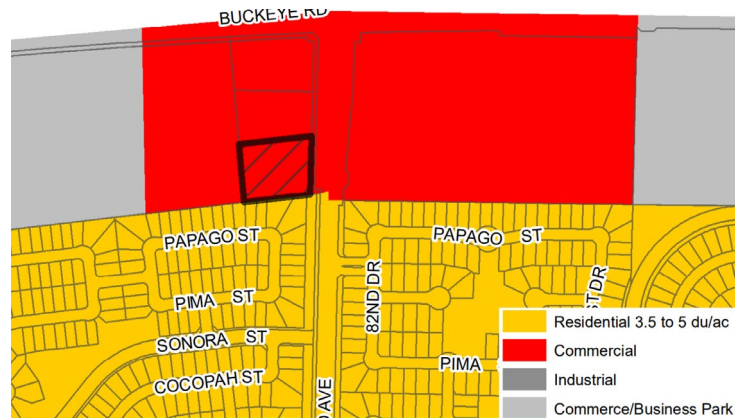 BUCKEYE RD
PAPAGO ST
PAPAGO ST
82ND DR
PIMA ST
ST DR
SONORA ST
PIMA
COCOPAH ST
AVE
Residential 3.5 to 5 du/ac
Commercial
Industrial
Commerce/Business Park